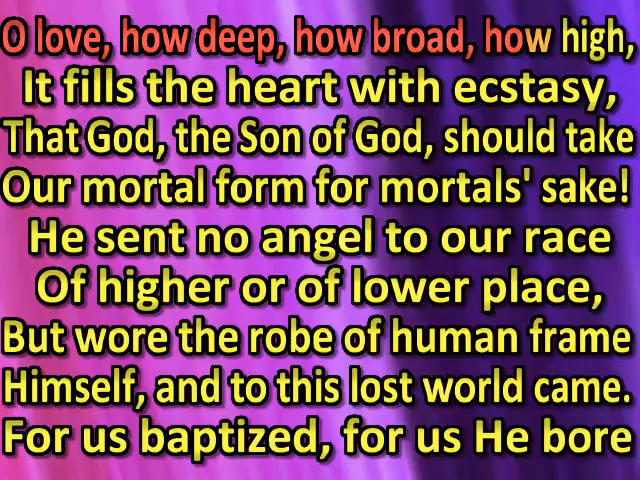 O love, how deep, how broad, how high,
It fills the heart with ecstasy,
That God, the Son of God, should take
Our mortal form for mortals' sake!
He sent no angel to our race
Of higher or of lower place,
But wore the robe of human frame
Himself, and to this lost world came.
For us baptized, for us He bore